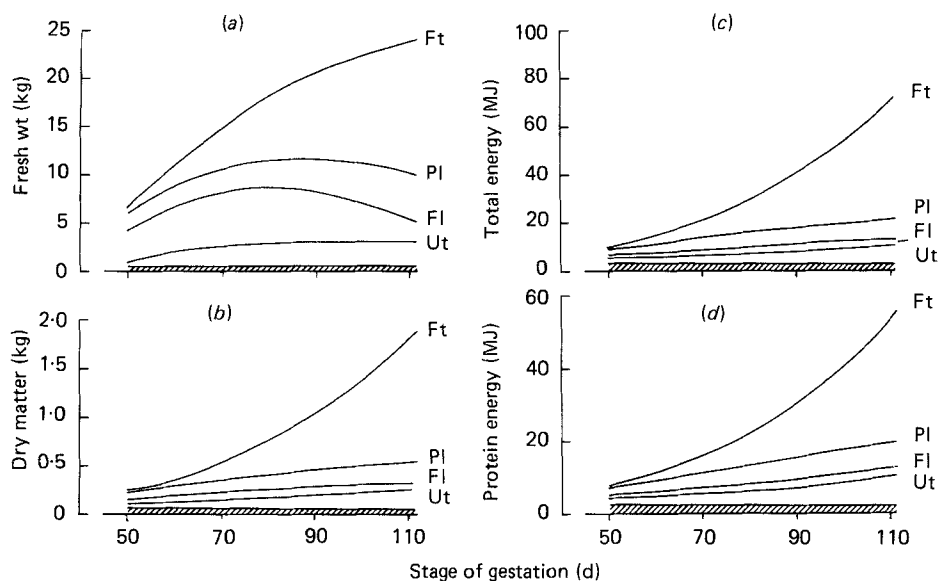 (a)
Fresh wt (kg)
25
20
15
10
5
0
Ft
Pl
Fl
Ut
(c)
Total energy (MJ)
100
80
60
40
20
0
Ft
Pl
Fl
Ut
(b)
Dry matter (kg)
2·0
1·5
1·0
0·5
0
50
70
90
110
Ft
Pl
Fl
Ut
(d)
Protein energy (MJ)
60
40
20
0
50
70
90
110
Ft
Pl
Fl
Ut
Stage of gestation (d)